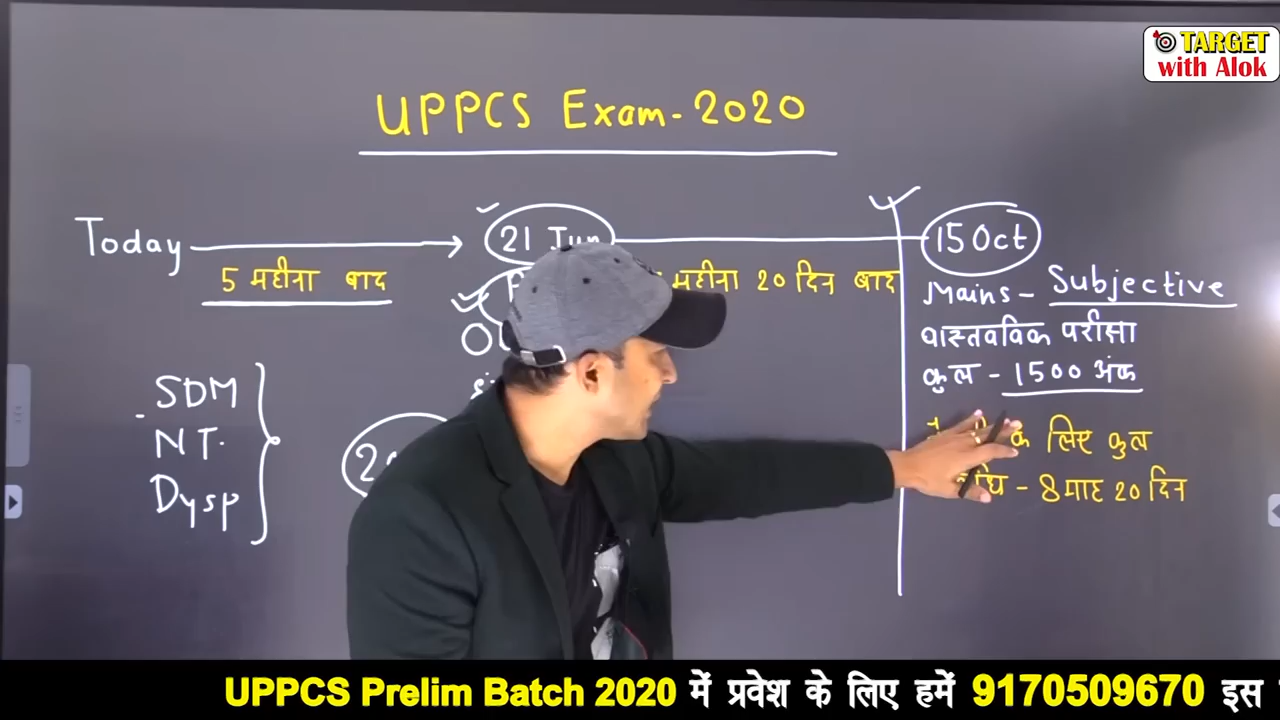 TARGET
with Alok
UPPCS Exam-2020
Today
21 Jun
15 Oct
5 महीना बाद
महीना 20 दिन बाद
Mains - Subjective
वास्तवविक परीक्षा
कुल - 1500 अंक
के लिए कुल
- 8 माह 20 दिन
SDM
NT.
Dysp
UPPCS Prelim Batch 2020 में प्रवेश के लिए हमें 9170509670 इस